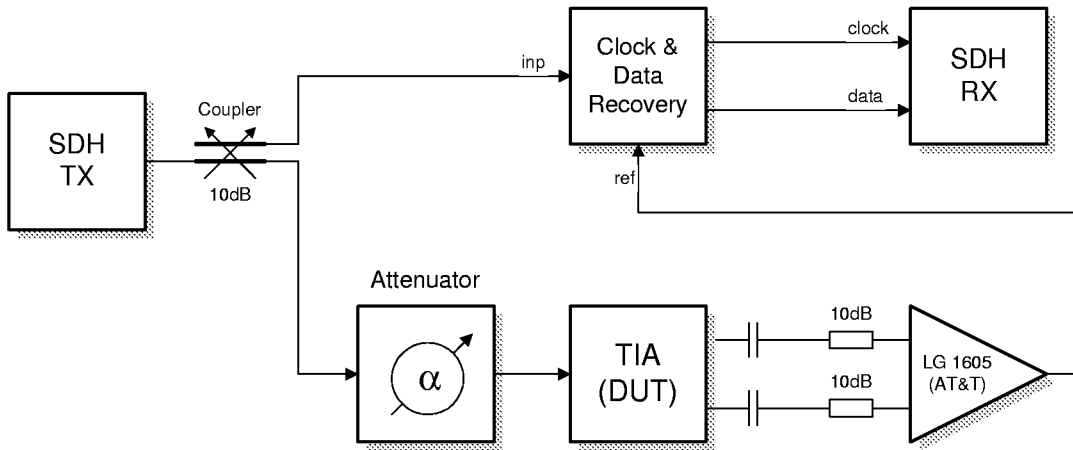 SDH
TX
Coupler
10dB
inp
Clock &
Data
Recovery
clock
data
SDH
RX
ref
Attenuator
α
TIA
(DUT)
10dB
10dB
LG 1605
(AT&T)